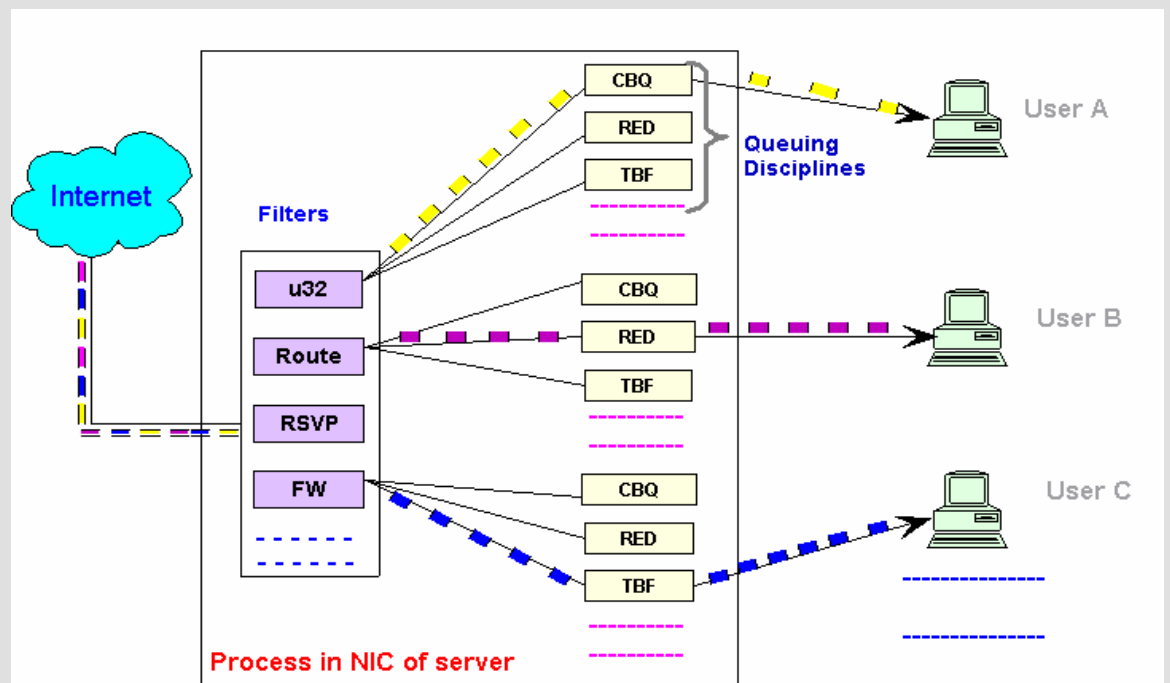 Internet
Filters
u32
Route
RSVP
FW
CBQ
RED
TBF
Queuing
Disciplines
User A
CBQ
RED
TBF
User B
CBQ
RED
TBF
User C
Process in NIC of server